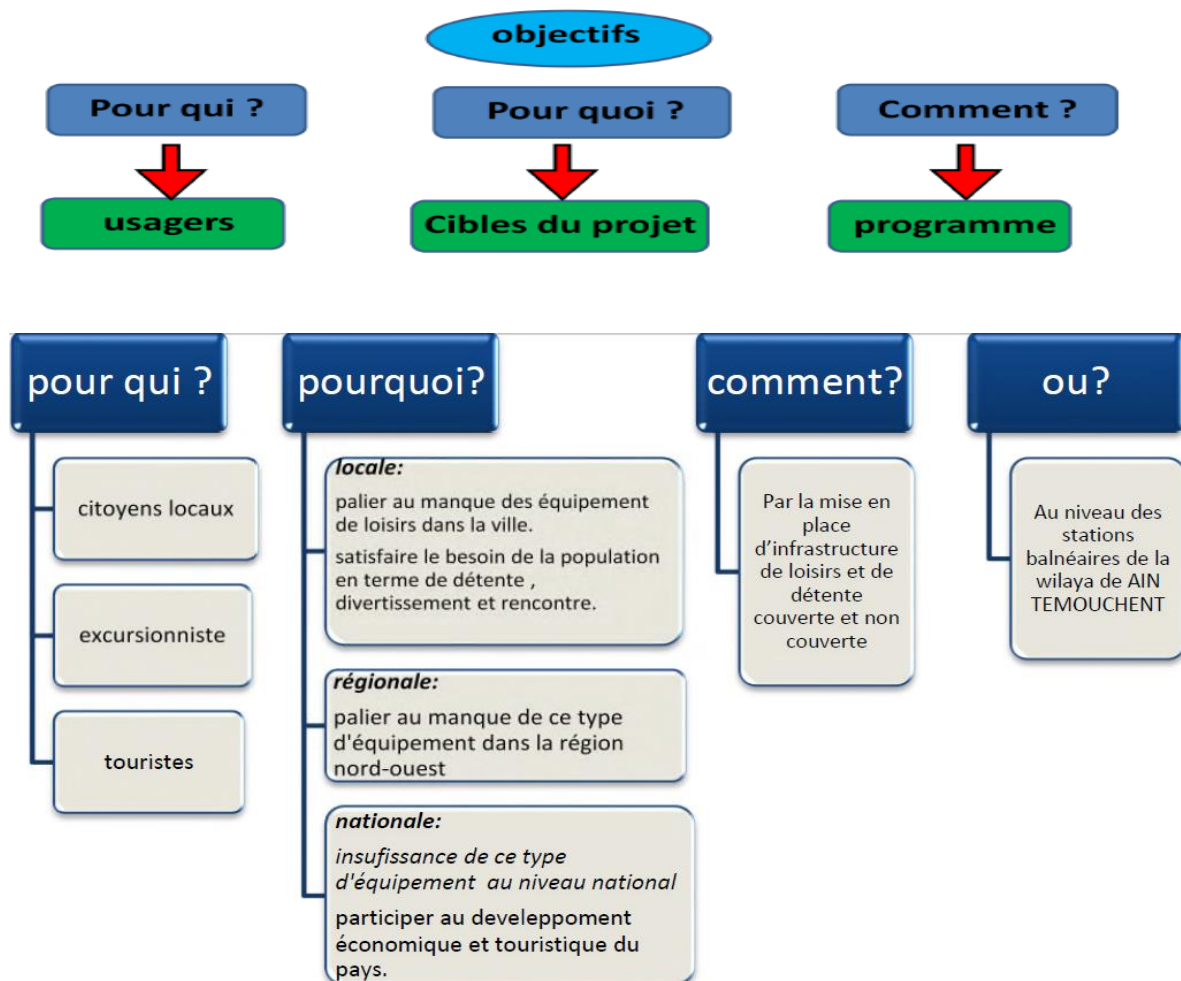 objectifs
Pour qui ?
Pour quoi ?
Comment ?
usagers
Cibles du projet
programme
pour qui ?
citoyens locaux
excursionniste
touristes
pourquoi?
locale:
palier au manque des équipement
de loisirs dans la ville.
satisfaire le besoin de la population
en terme de détente ,
divertissement et rencontre.
régionale:
palier au manque de ce type
d'équipement dans la région
nord-ouest
nationale:
insufissance de ce type
d'équipement au niveau national
participer au develeppoment
économique et touristique du
pays.
comment?
Par la mise en
place
d’infrastructure
de loisirs et de
détente
couverte et non
couverte
ou?
Au niveau des
stations
balnéaires de la
wilaya de AIN
TEMOUCHENT